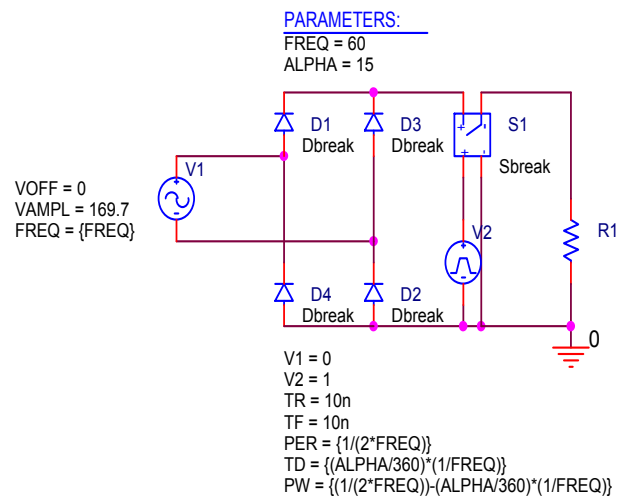 PARAMETERS:
FREQ = 60
ALPHA = 15
D1
Dbreak
D3
Dbreak
S1
Sbreak
+ -
+ -
V1
+
-
VOFF = 0
VAMPL = 169.7
FREQ = {FREQ}
V2
+
-
R1
D4
Dbreak
D2
Dbreak
0
V1 = 0
V2 = 1
TR = 10n
TF = 10n
PER = {1/(2*FREQ)}
TD = {(ALPHA/360)*(1/FREQ)}
PW = {(1/(2*FREQ))-(ALPHA/360)*(1/FREQ)}